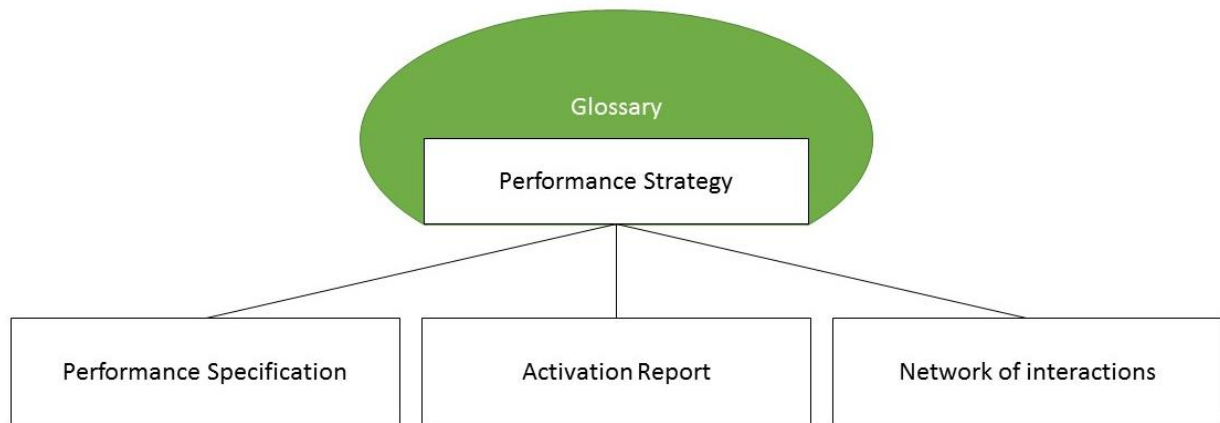 Glossary
Performance Strategy
Performance Specification
Activation Report
Network of interactions